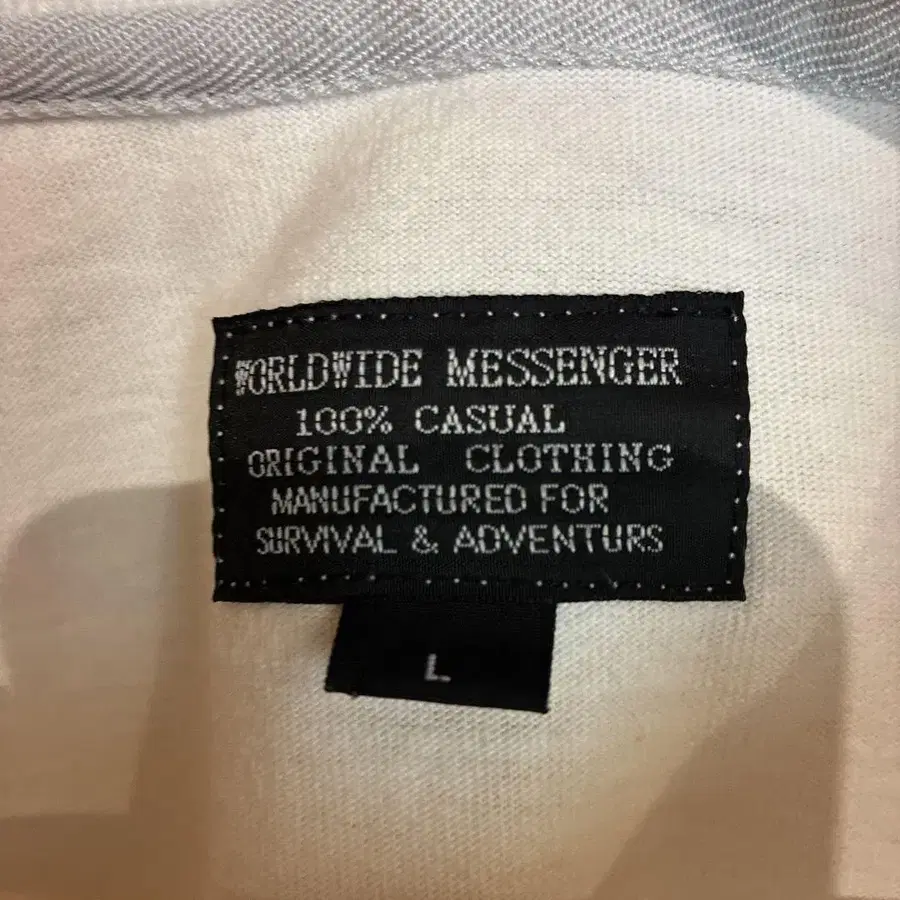 WORLDWIDE MESSENGER
100% CASUAL
ORIGINAL CLOTHING
MANUFACTURED FOR
SURVIVAL & ADVENTURS
L